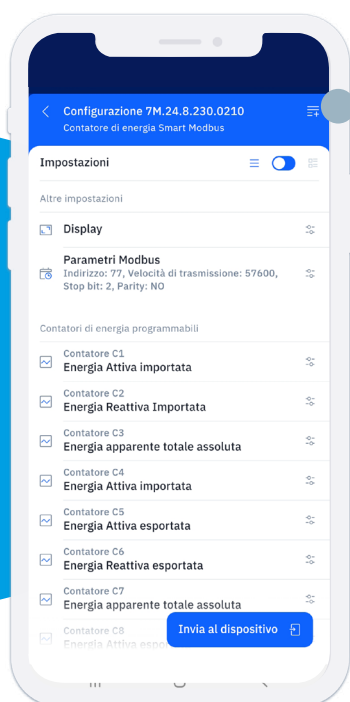 Configurazione 7M.24.8.230.0210
Contatore di energia Smart Modbus
Impostazioni
Altre impostazioni
Display
Parametri Modbus
Indirizzo: 77, Velocità di trasmissione: 57600,
Stop bit: 2, Parity: NO
Contatori di energia programmabili
Contatore C1
Energia Attiva importata
Contatore C2
Energia Reattiva Importata
Contatore C3
Energia apparente totale assoluta
Contatore C4
Energia Attiva importata
Contatore C5
Energia Attiva esportata
Contatore C6
Energia Reattiva esportata
Contatore C7
Energia apparente totale assoluta
Contatore C8
Energia Attiva
Invia al dispositivo